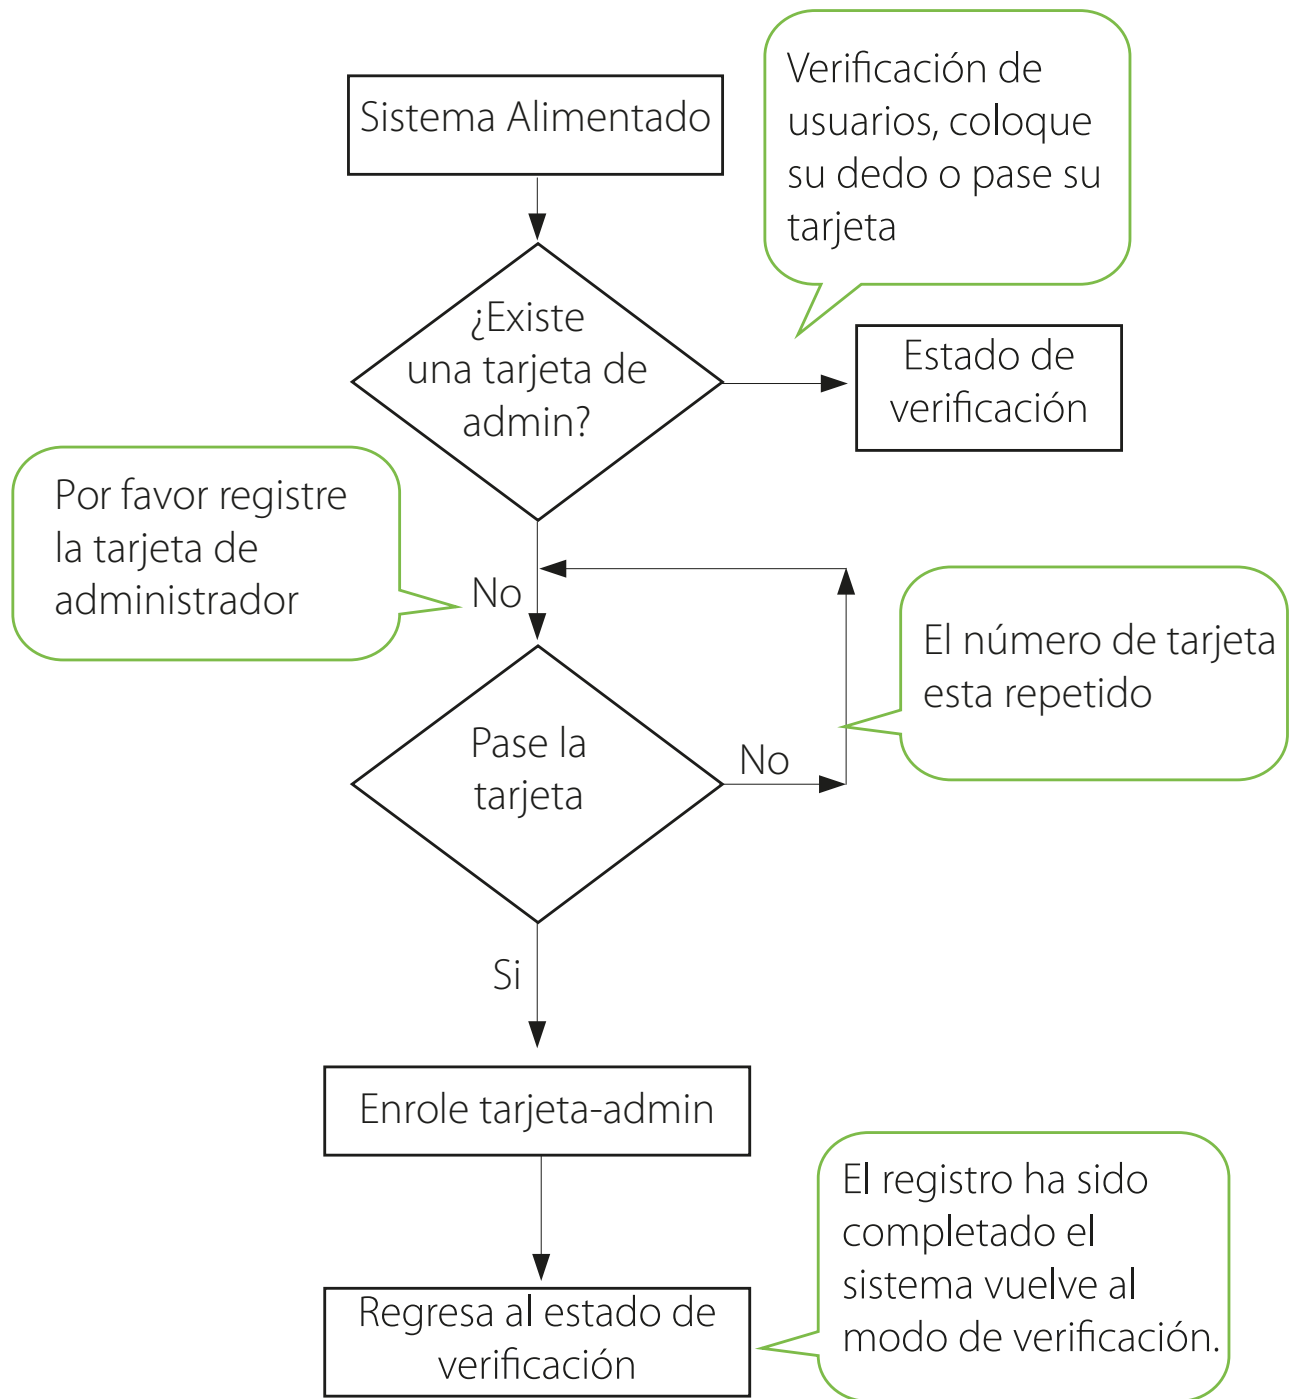 Sistema Alimentado
Verificación de
usuarios, coloque
su dedo o pase su
tarjeta
¿Existe
una tarjeta de
admin?
Estado de
verificación
Por favor registre
la tarjeta de
administrador
No
El número de tarjeta
esta repetido
Pase la
tarjeta
No
Si
Enrole tarjeta-admin
El registro ha sido
completado el
sistema vuelve al
modo de verificación.
Regresa al estado de
verificación